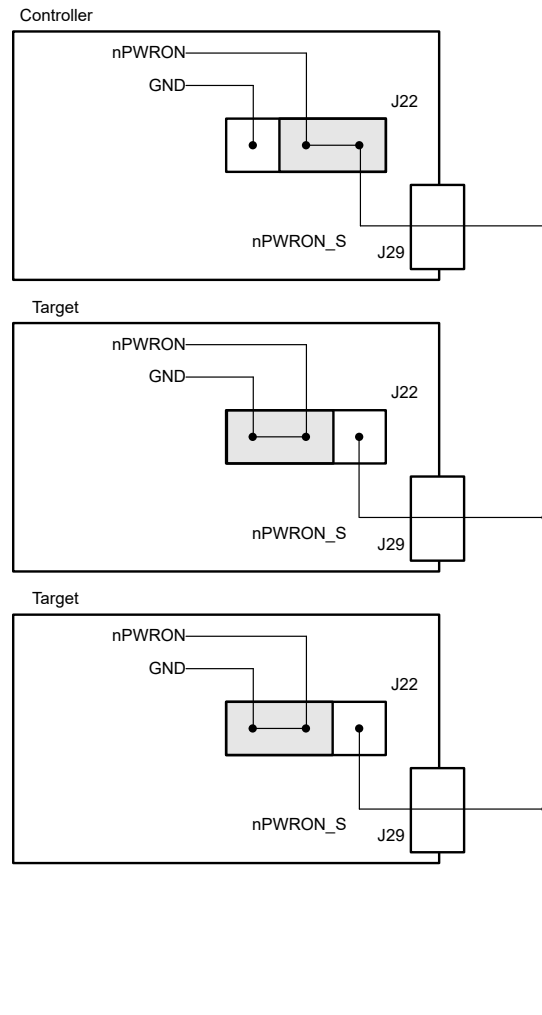 Controller
nPWRON
GND
J22
nPWRON_S
J29
Target
nPWRON
GND
J22
nPWRON_S
J29
Target
nPWRON
GND
J22
nPWRON_S
J29